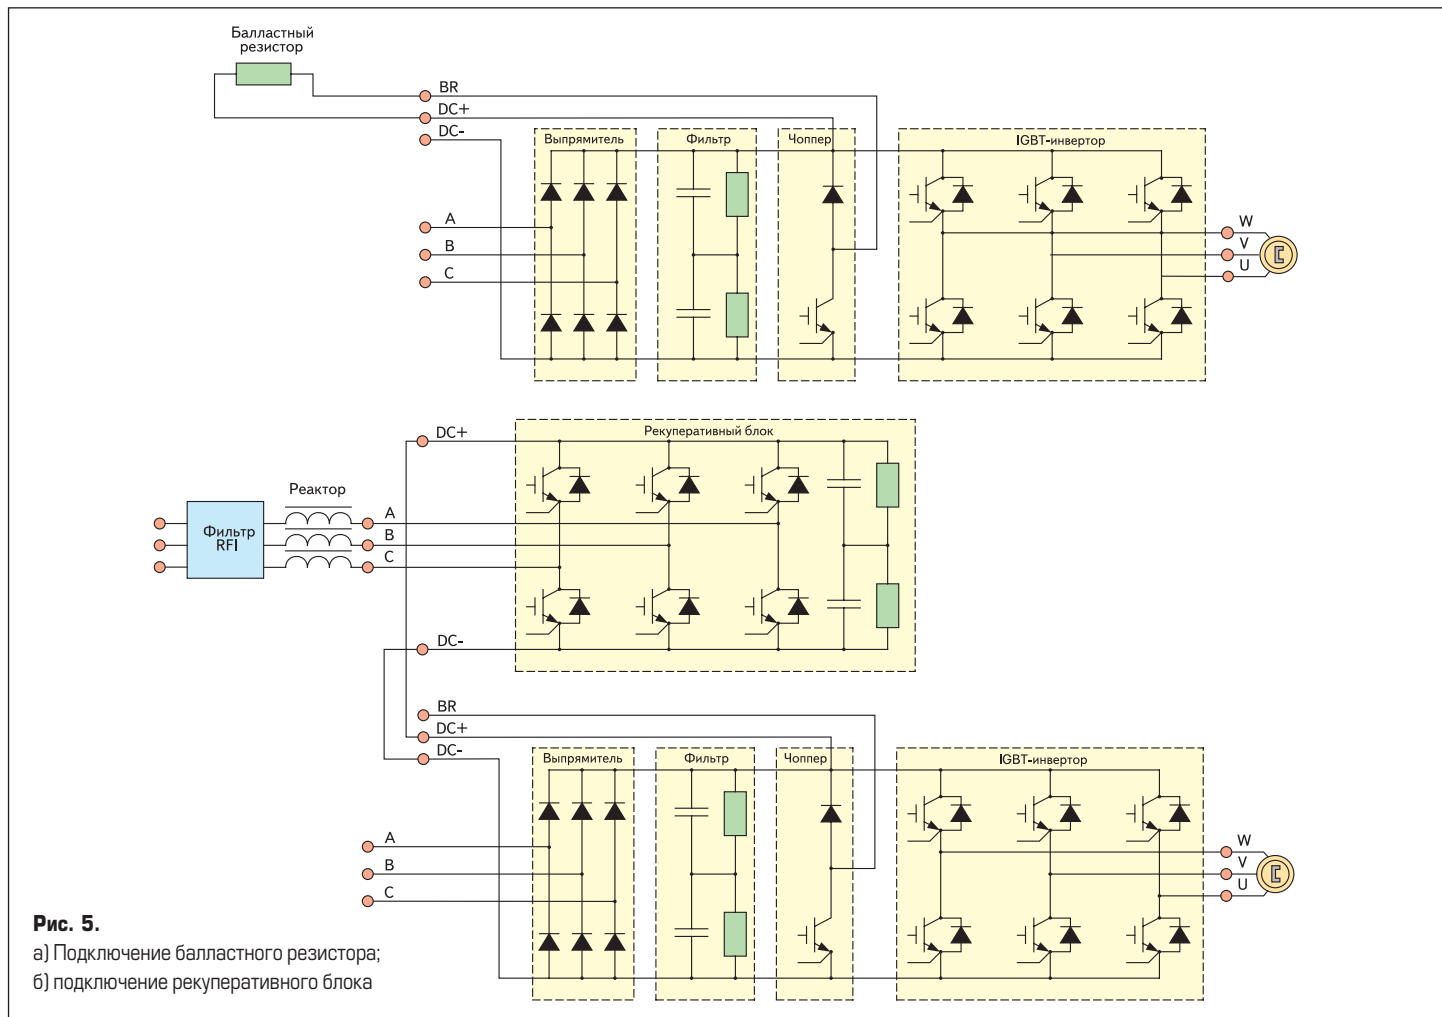 Балластный
резистор
BR
DC+
DC-
Выпрямитель
Фильтр
Чоппер
IGBT-инвертор
A
B
C
W
V
U
DC+
Рекуперативный блок
Реактор
Фильтр
RFI
A
B
C
DC-
BR
DC+
DC-
Выпрямитель
Фильтр
Чоппер
IGBT-инвертор
A
B
C
W
V
U
Рис. 5.
а) Подключение балластного резистора;
б) подключение рекуперативного блока